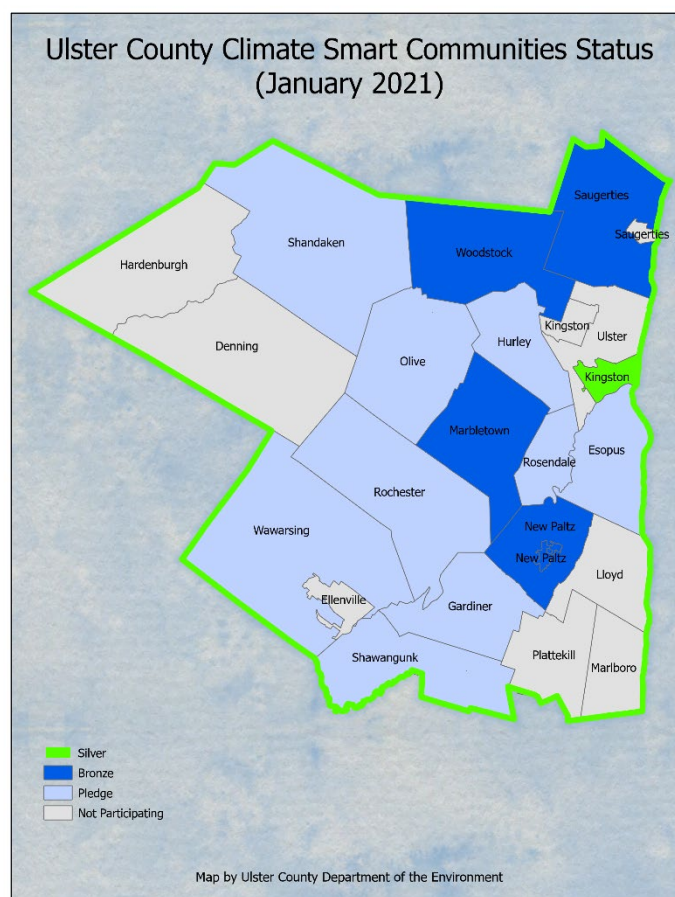 Ulster County Climate Smart Communities Status
(January 2021)
Saugerties
Saugerties
Woodstock
Shandaken
Hardenburgh
Kingston
Ulster
Hurley
Denning
Olive
Kingston
Marbletown
Esopus
Rosendale
Rochester
New Paltz
Wawarsing
New Paltz
Lloyd
Ellenville
Gardiner
Plattekill
Shawangunk
Marlboro
Silver
Bronze
Pledge
Not Participating
Map by Ulster County Department of the Environment